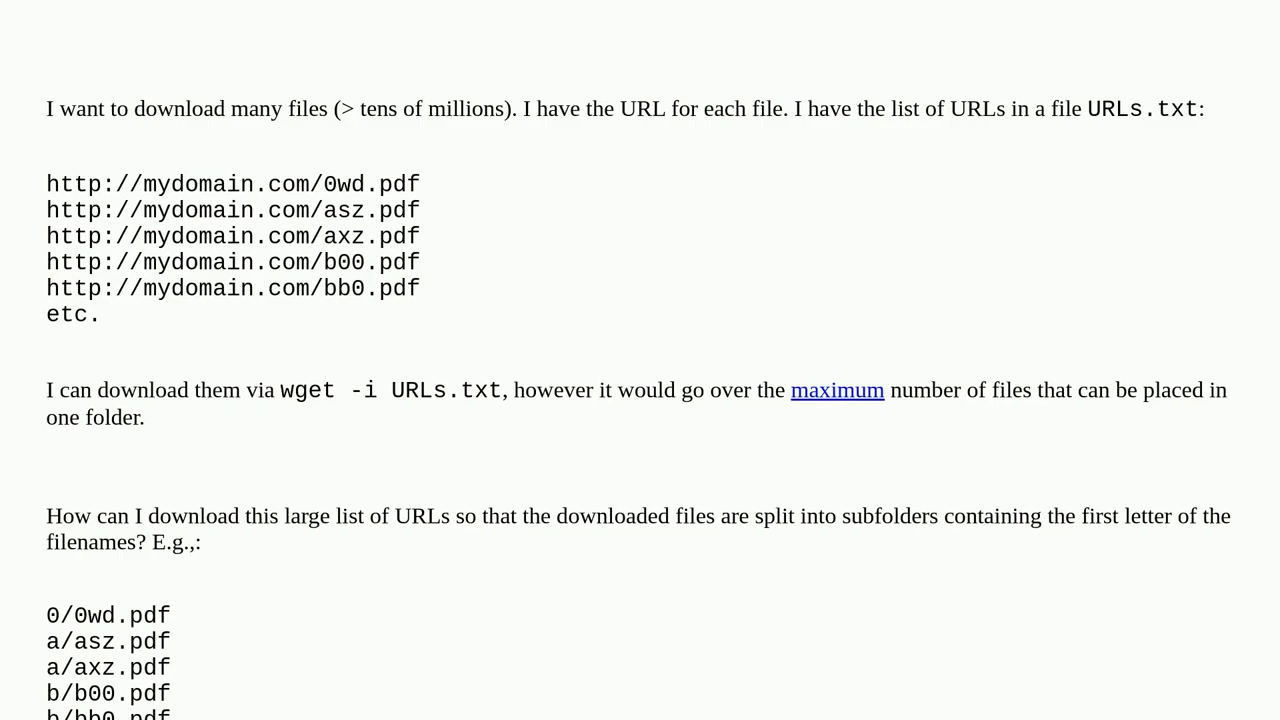 I want to download many files (> tens of millions). I have the URL for each file. I have the list of URLs in a file URLs.txt:
http://mydomain.com/0wd.pdf
http://mydomain.com/asz.pdf
http://mydomain.com/axz.pdf
http://mydomain.com/b00.pdf
http://mydomain.com/bb0.pdf
etc.
I can download them via wget -i URLs.txt, however it would go over the maximum number of files that can be placed in
one folder.
How can I download this large list of URLs so that the downloaded files are split into subfolders containing the first letter of the
filenames? E.g.,:
0/0wd.pdf
a/asz.pdf
a/axz.pdf
b/b00.pdf
b/bb0.pdf